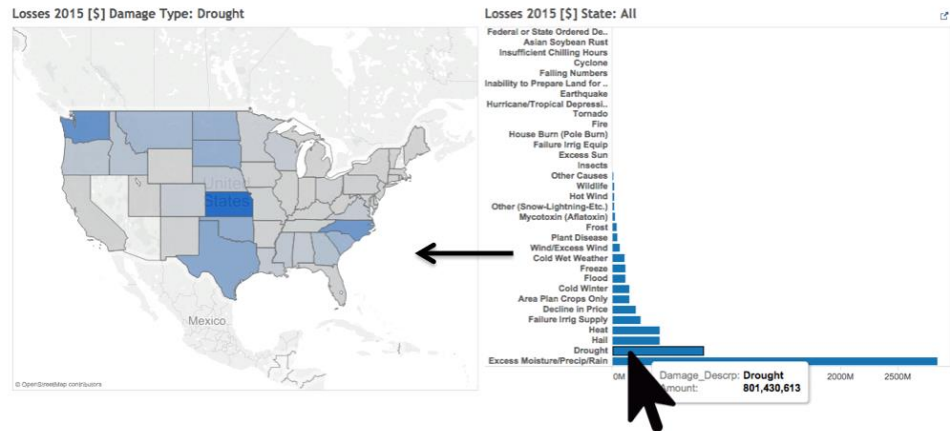 Losses 2015 [$] Damage Type: Drought
United
States
Mexico
© OpenStreetMap contributors
Losses 2015 [$] State: All
Federal or State Ordered De..
Asian Soybean Rust
Insufficient Chilling Hours
Cyclone
Falling Numbers
Inability to Prepare Land for ..
Earthquake
Hurricane/Tropical Depressi..
Tornado
Fire
House Burn (Pole Burn)
Failure Irrig Equip
Excess Sun
Insects
Other Causes
Wildlife
Hot Wind
Other (Snow-Lightning-Etc.)
Mycotoxin (Aflatoxin)
Frost
Plant Disease
Wind/Excess Wind
Cold Wet Weather
Freeze
Flood
Cold Winter
Area Plan Crops Only
Decline in Price
Failure Irrig Supply
Heat
Hail
Drought
Excess Moisture/Precip/Rain
0M 2000M 2500M
Damage_Descrp: Drought
Amount: 801,430,613